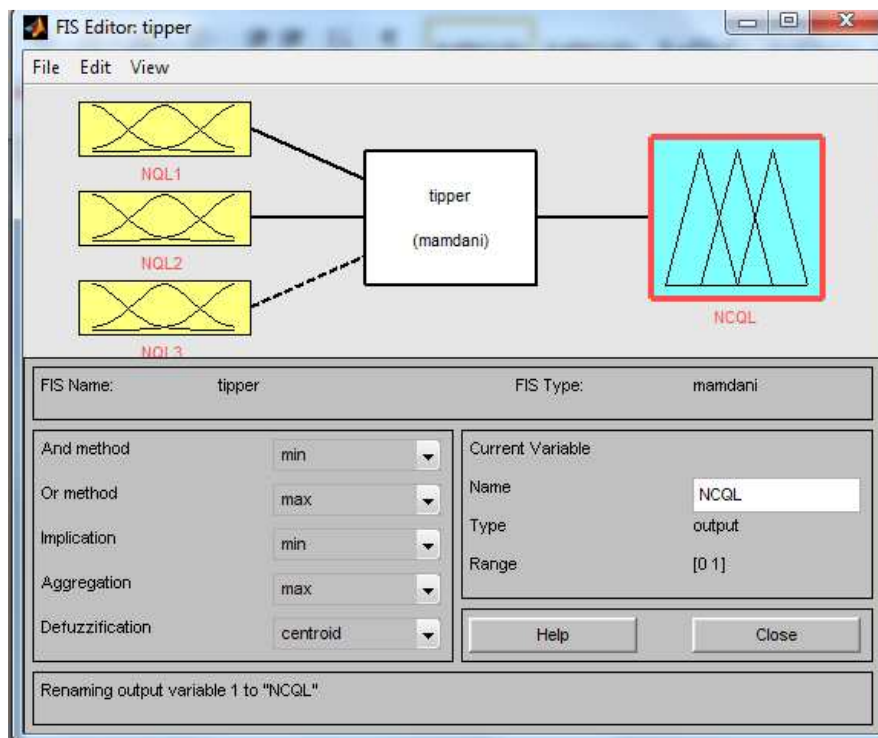 FIS Editor: tipper
File Edit View
NQL1
NQL2
NQL3
tipper
(mamdani)
NCQL
FIS Name: tipper FIS Type: mamdani
And method min
Or method max
Implication min
Aggregation max
Defuzzification centroid
Current Variable
Name NCQL
Type output
Range [0 1]
Help Close
Renaming output variable 1 to "NCQL"